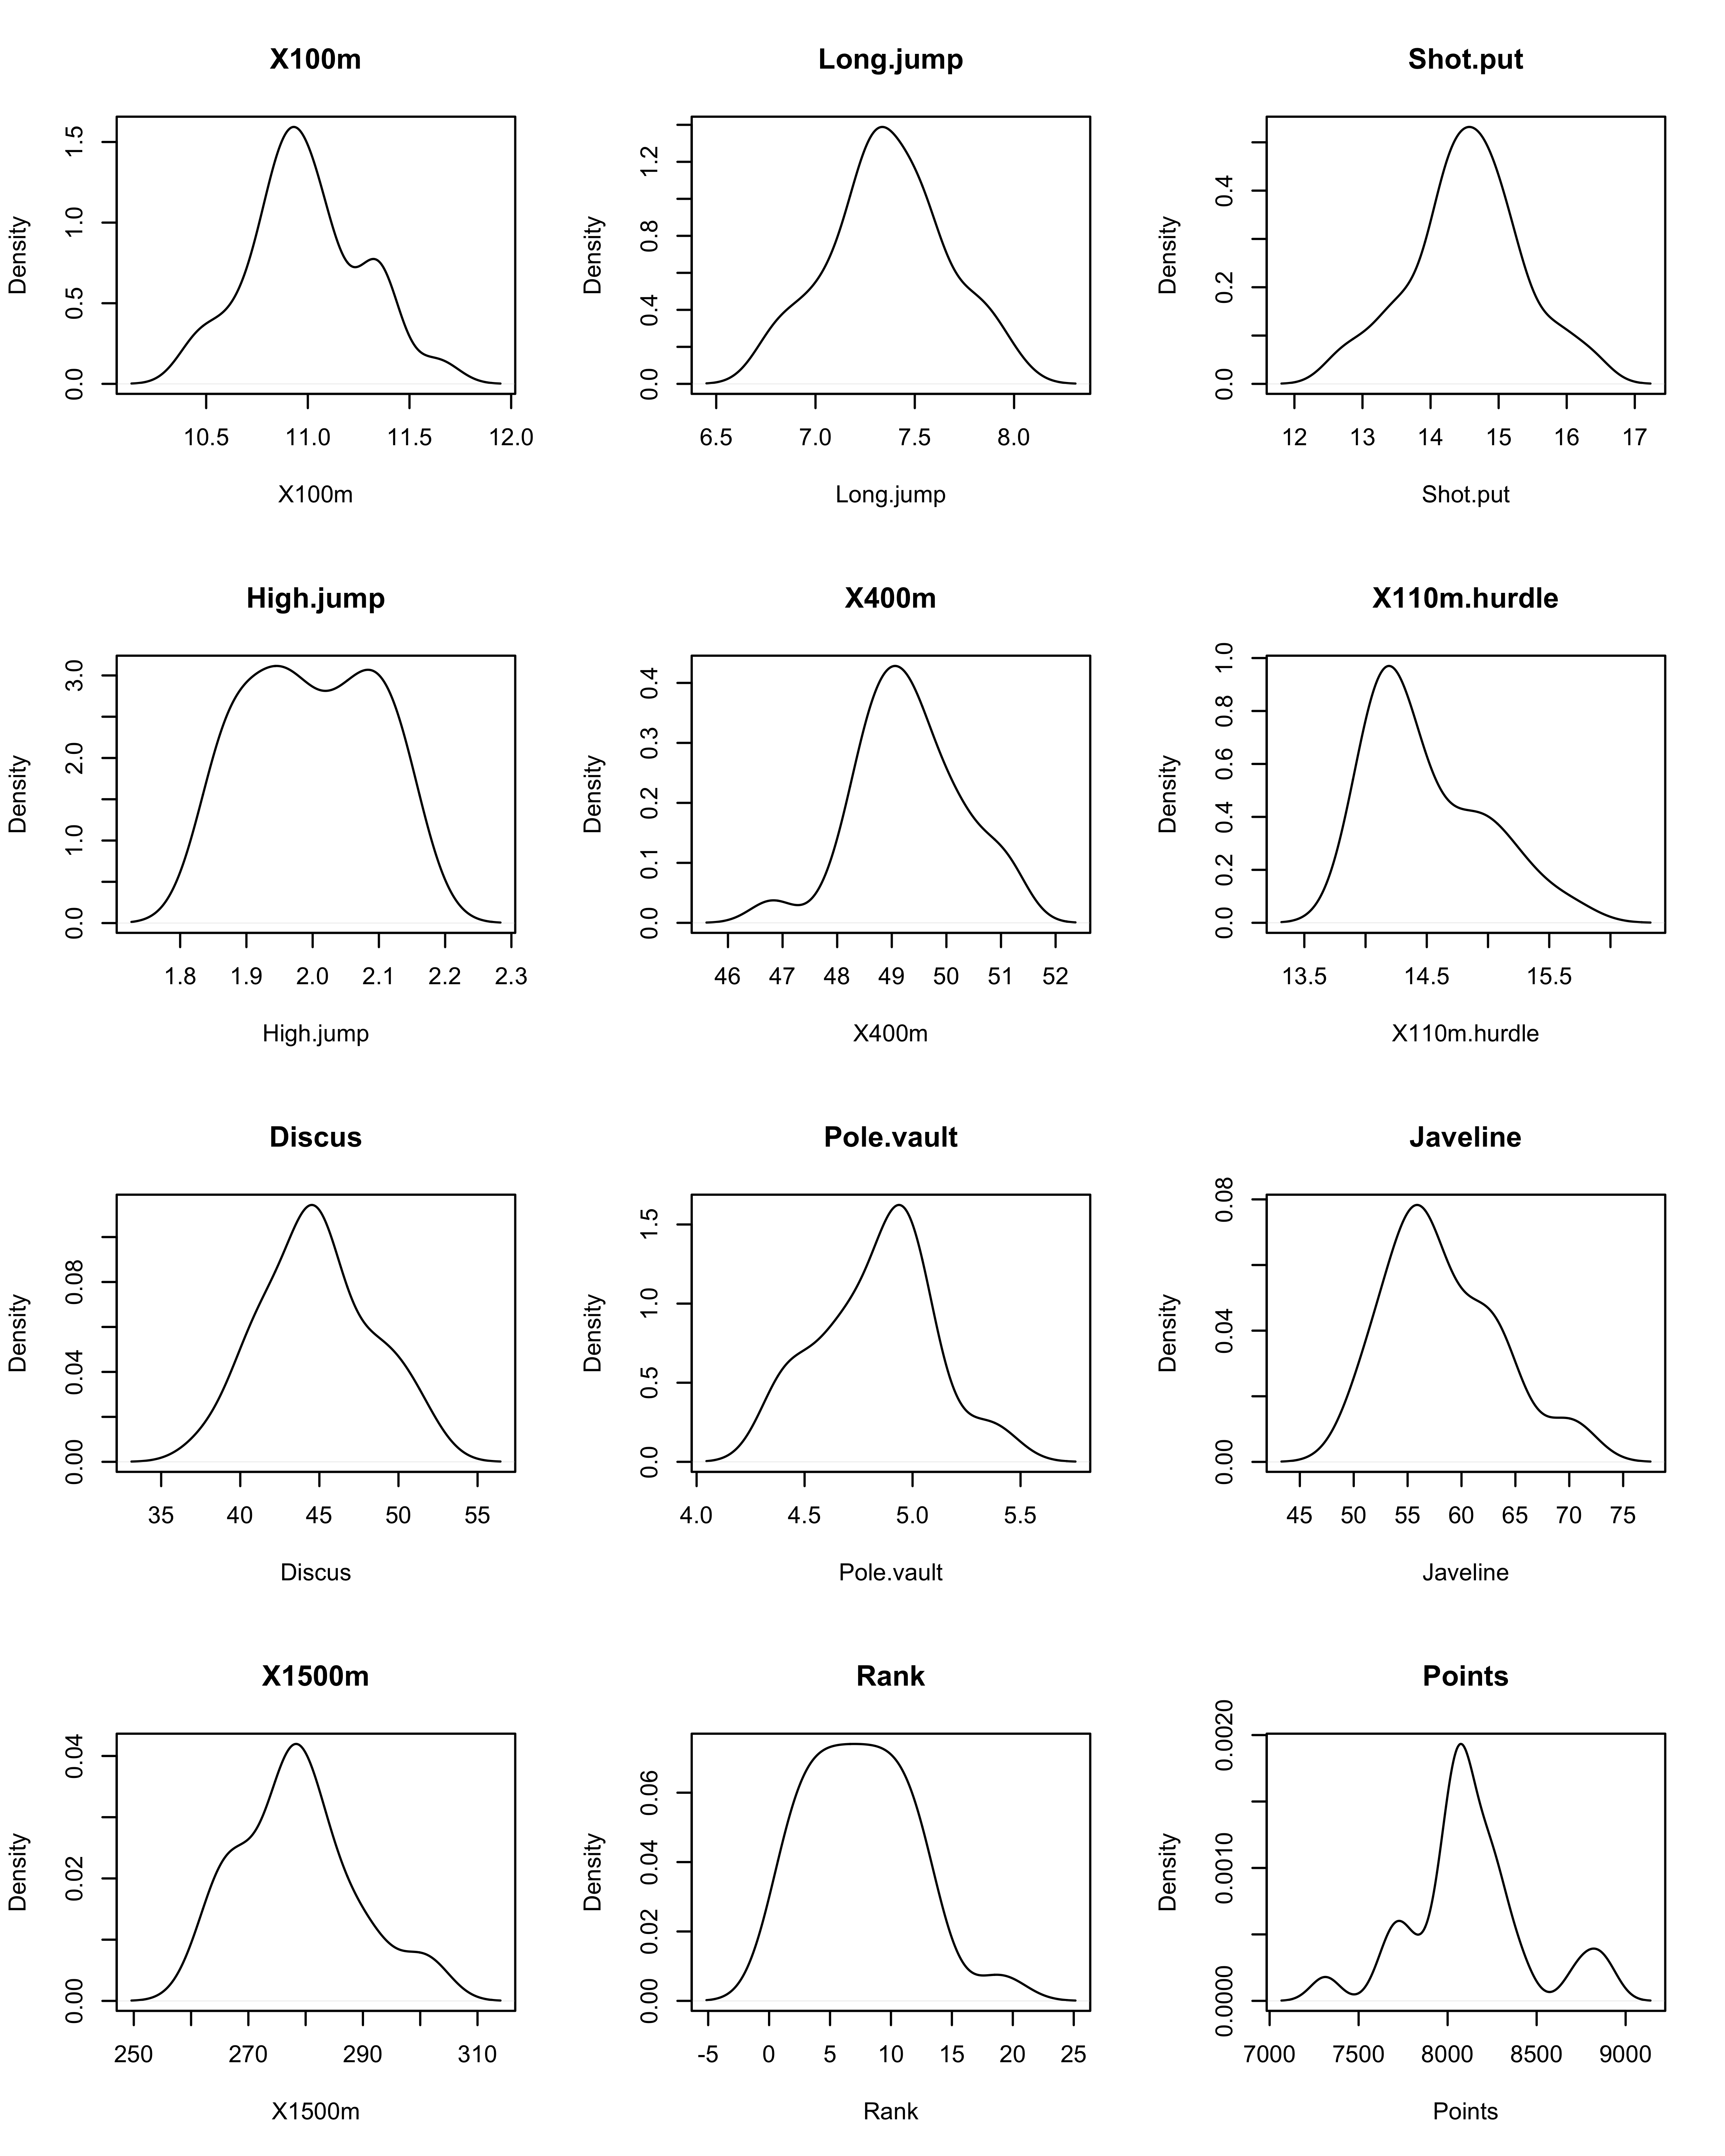 X100m
Density
0.0 0.5 1.0 1.5
10.5 11.0 11.5 12.0
X100m
Long.jump
Density
0.0 0.4 0.8 1.2
6.5 7.0 7.5 8.0
Long.jump
Shot.put
Density
0.0 0.2 0.4
12 13 14 15 16 17
Shot.put
High.jump
Density
0.0 1.0 2.0 3.0
1.8 1.9 2.0 2.1 2.2 2.3
High.jump
X400m
Density
0.0 0.1 0.2 0.3 0.4
46 47 48 49 50 51 52
X400m
X110m.hurdle
Density
0.0 0.2 0.4 0.6 0.8 1.0
13.5 14.5 15.5
X110m.hurdle
Discus
Density
0.00 0.04 0.08
35 40 45 50 55
Discus
Pole.vault
Density
0.0 0.5 1.0 1.5
4.0 4.5 5.0 5.5
Pole.vault
Javeline
Density
0.00 0.04 0.08
45 50 55 60 65 70 75
Javeline
X1500m
Density
0.00 0.02 0.04
250 270 290 310
X1500m
Rank
Density
0.00 0.02 0.04 0.06
-5 0 5 10 15 20 25
Rank
Points
Density
0.0000 0.0010 0.0020
7000 7500 8000 8500 9000
Points